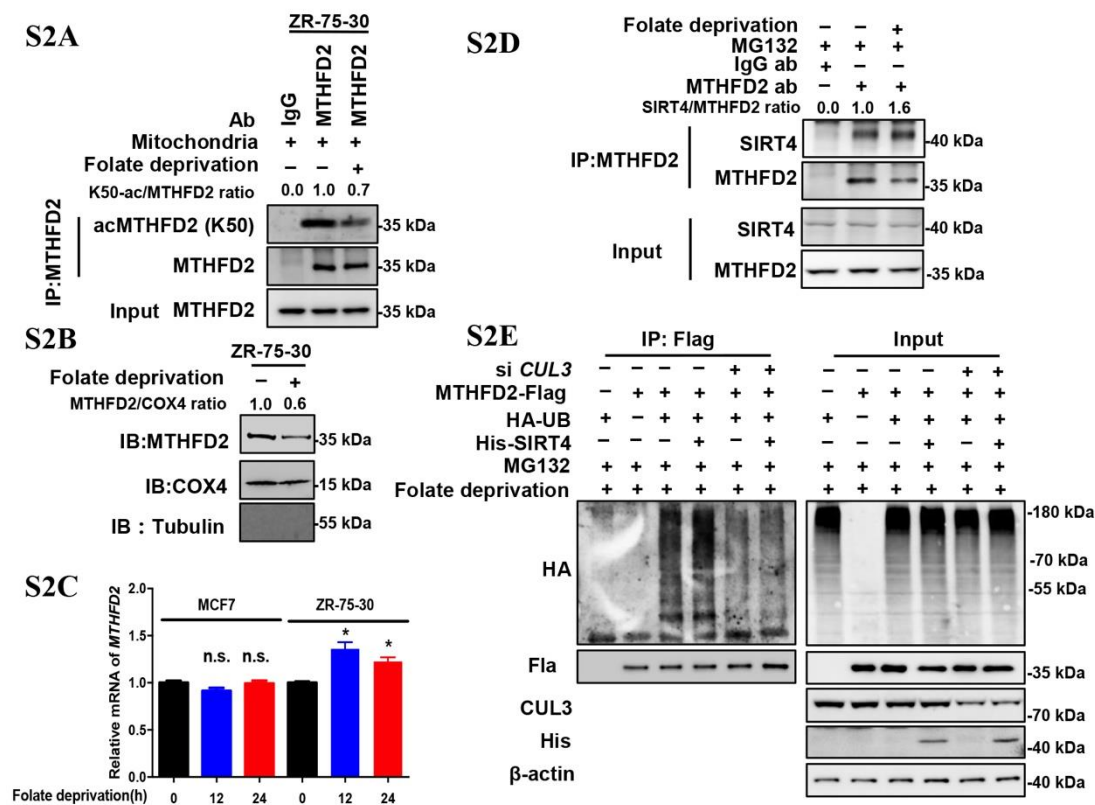 S2A
ZR-75-30
Ab IgG MTHFD2 MTHFD2
Mitochondria + + +
Folate deprivation – – +
K50-ac/MTHFD2 ratio 0.0 1.0 0.7
IP:MTHFD2
acMTHFD2 (K50) -35 kDa
MTHFD2 -35 kDa
Input MTHFD2 -35 kDa
S2B
ZR-75-30
Folate deprivation – +
MTHFD2/COX4 ratio 1.0 0.6
IB:MTHFD2 -35 kDa
IB:COX4 -15 kDa
IB : Tubulin -55 kDa
S2C
Relative mRNA of MTHFD2
2.0
1.5
1.0
0.5
0.0
MCF7 ZR-75-30
n.s. n.s. * *
Folate deprivation(h) 0 12 24 0 12 24
S2D
Folate deprivation – – +
MG132 + + +
IgG ab + – –
MTHFD2 ab – + +
SIRT4/MTHFD2 ratio 0.0 1.0 1.6
IP:MTHFD2
SIRT4 -40 kDa
MTHFD2 -35 kDa
Input
SIRT4 -40 kDa
MTHFD2 -35 kDa
S2E
IP: Flag Input
si CUL3 – – – – + + – – – – + +
MTHFD2-Flag – + + + + + – + + + + +
HA-UB + – + + + + + – + + + +
His-SIRT4 – – – + – + – – – + – +
MG132 + + + + + + + + + + + +
Folate deprivation + + + + + + + + + + + +
HA -180 kDa
-70 kDa
-55 kDa
Fla -35 kDa
CUL3 -70 kDa
His -40 kDa
β-actin -40 kDa